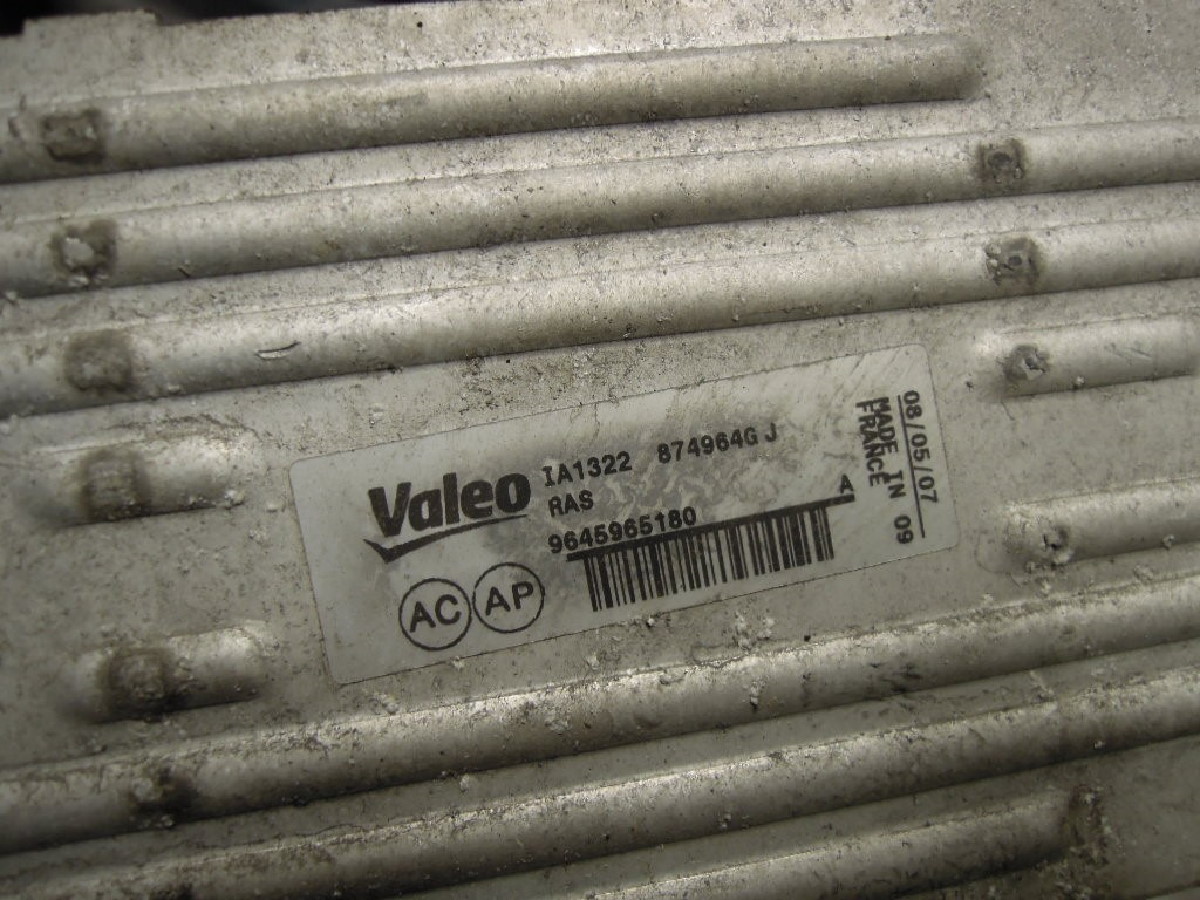 Valeo
IA1322 874964G J
RAS
9645965180
A
AC AP
MADE IN
FRANCE
08/05/07 09